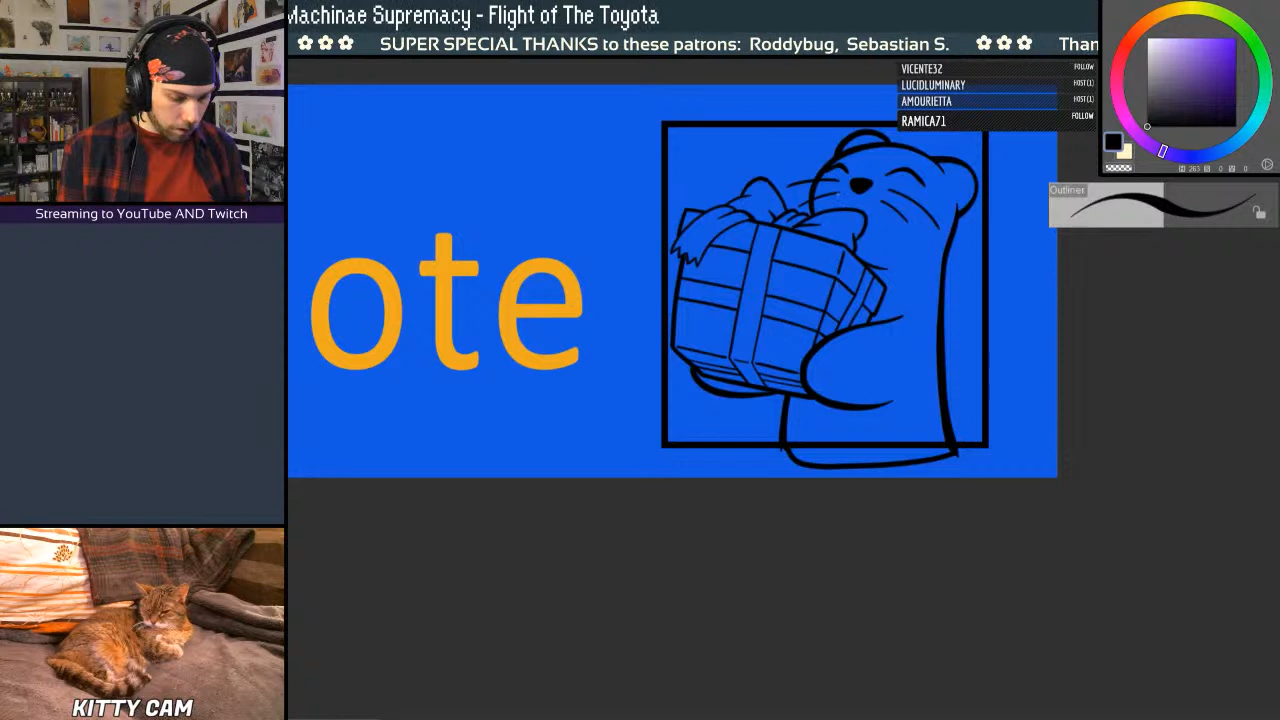 Machinae Supremacy - Flight of The Toyota
SUPER SPECIAL THANKS to these patrons: Roddybug, Sebastian S.
VICENTE32 FOLLOW
LUCIDLUMINARY HOST(1)
AMOURIETTA HOST(1)
RAMICA71 FOLLOW
Outliner
Streaming to YouTube AND Twitch
ote
KITTY CAM